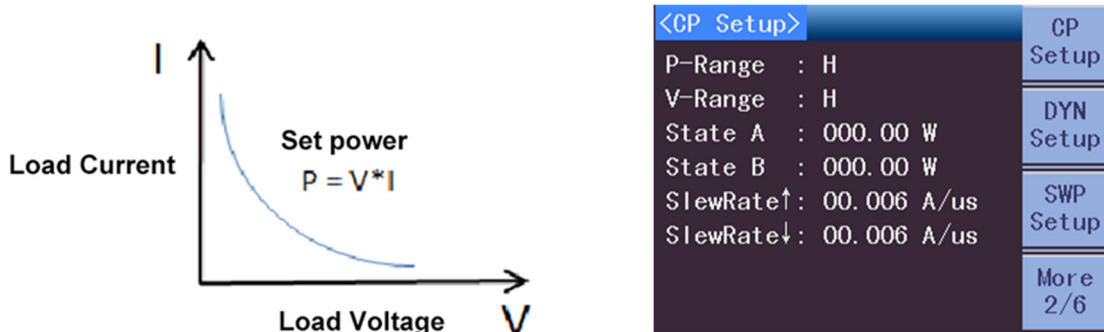 I
Load Current
Set power
P = V*I
Load Voltage
V
<CP Setup>
P-Range : H
V-Range : H
State A : 000.00 W
State B : 000.00 W
SlewRate↑: 00.006 A/us
SlewRate↓: 00.006 A/us
CP
Setup
DYN
Setup
SWP
Setup
More
2/6